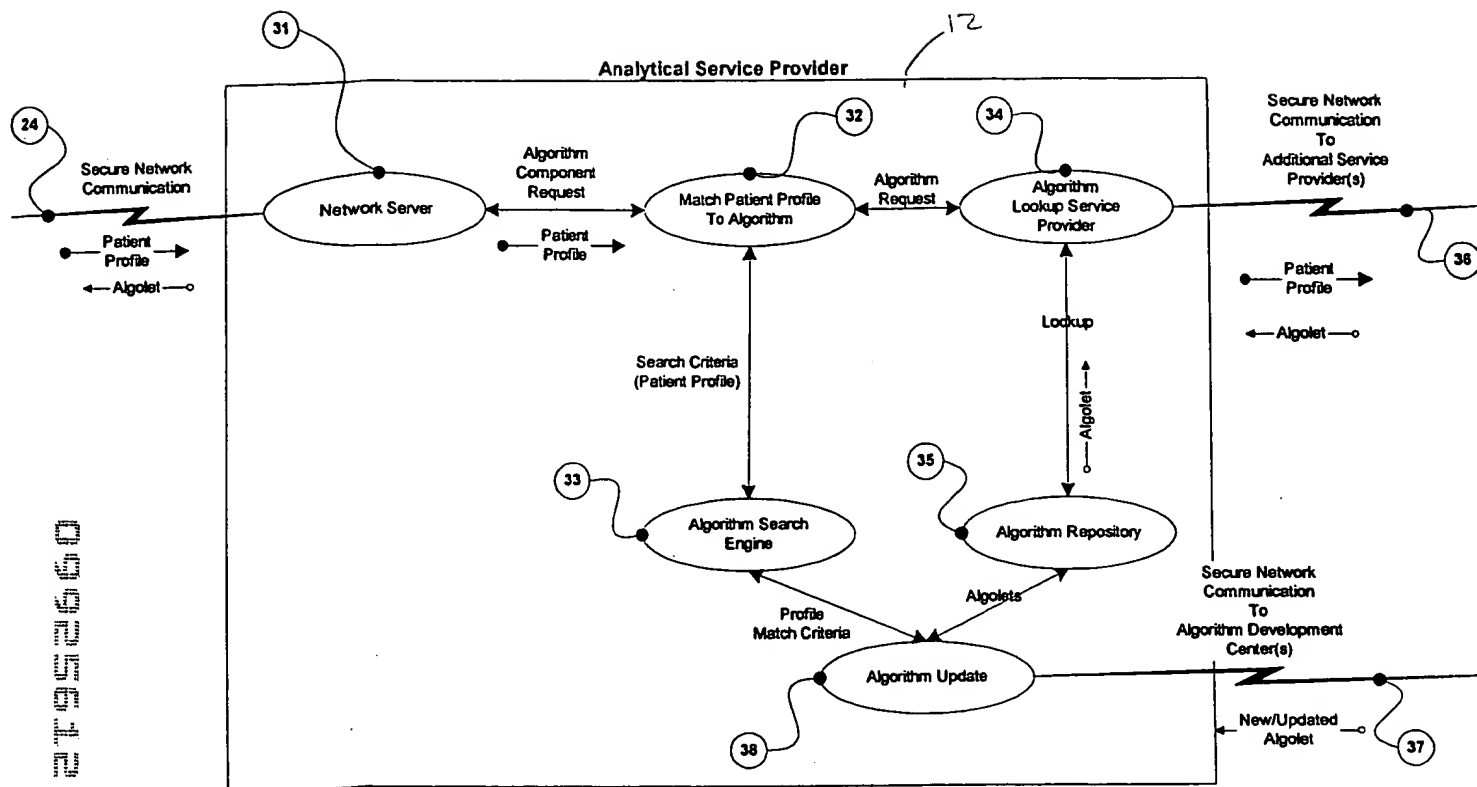 12
31
Analytical Service Provider
24
32
34
Secure Network
Communication
To
Additional Service
Provider(s)
Secure Network
Communication
Algorithm
Component
Request
Network Server
Match Patient Profile
To Algorithm
Algorithm
Request
Algorithm
Lookup Service
Provider
36
Patient
Profile
Algolet
Patient
Profile
Patient
Profile
Algolet
Search Criteria
(Patient Profile)
Lookup
Algolet
33
35
Algorithm Search
Engine
Algorithm Repository
Profile
Match Criteria
Algolets
Secure Network
Communication
To
Algorithm Development
Center(s)
Algorithm Update
38
New/Updated
Algolet
37